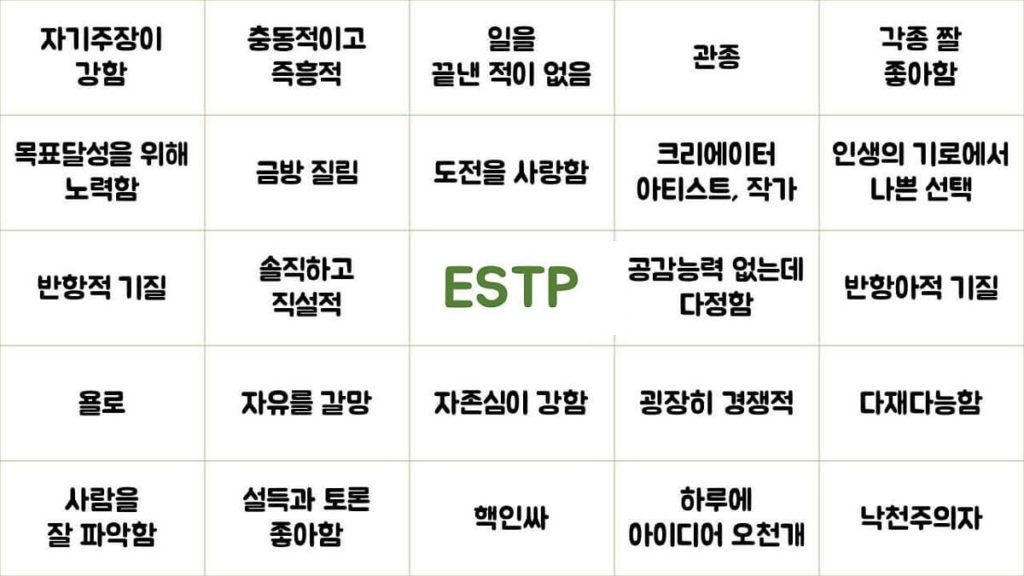 자기주장이
강함
충동적이고
즉흥적
일을
끝낸 적이 없음
관종
각종 짤
좋아함
목표달성을 위해
노력함
금방 질림
도전을 사랑함
크리에이터
아티스트, 작가
인생의 기로에서
나쁜 선택
반항적 기질
솔직하고
직설적
ESTP
공감능력 없는데
다정함
반항아적 기질
욜로
자유를 갈망
자존심이 강함
굉장히 경쟁적
다재다능함
사람을
잘 파악함
설득과 토론
좋아함
핵인싸
하루에
아이디어 오천개
낙천주의자